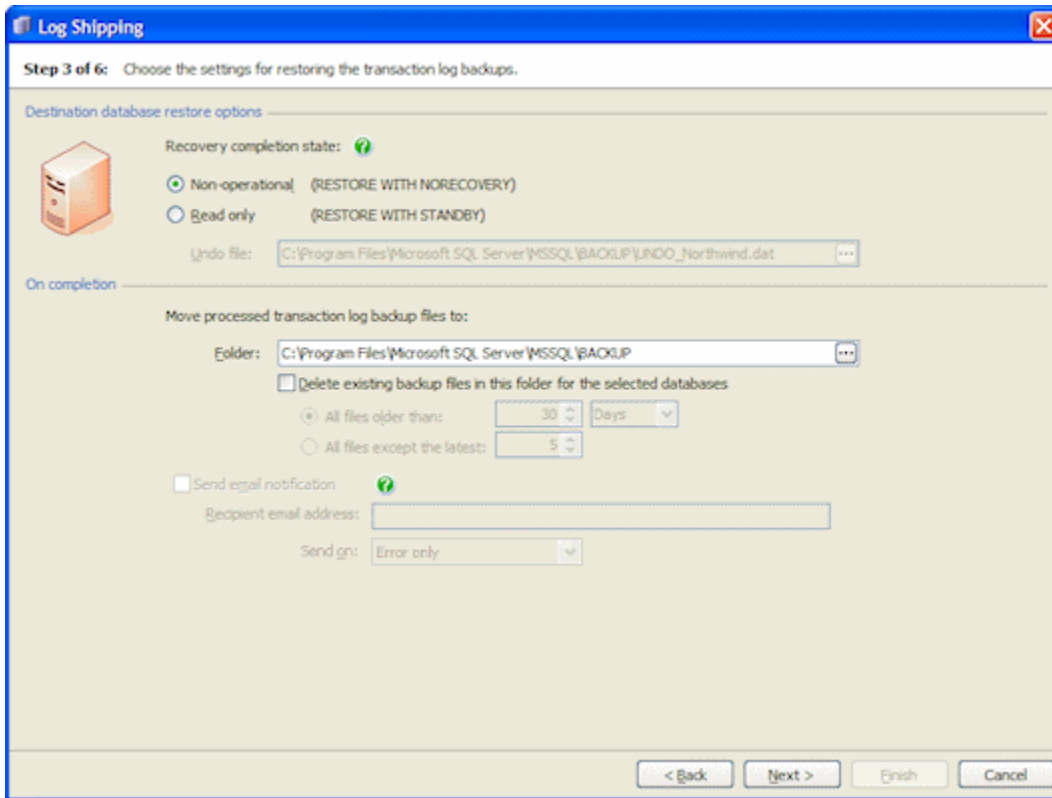 Log Shipping
Step 3 of 6: Choose the settings for restoring the transaction log backups.
Destination database restore options
Recovery completion state:
Non-operational (RESTORE WITH NORECOVERY)
Read only (RESTORE WITH STANDBY)
Undo file: C:\Program Files\Microsoft SQL Server\MSSQL\BACKUP\UNDO_Northwind.dat ...
On completion
Move processed transaction log backup files to:
Folder: C:\Program Files\Microsoft SQL Server\MSSQL\BACKUP ...
Delete existing backup files in this folder for the selected databases
All files older than: 30 Days
All files except the latest: 5
Send email notification
Recipient email address:
Send on: Error only
< Back Next > Finish Cancel